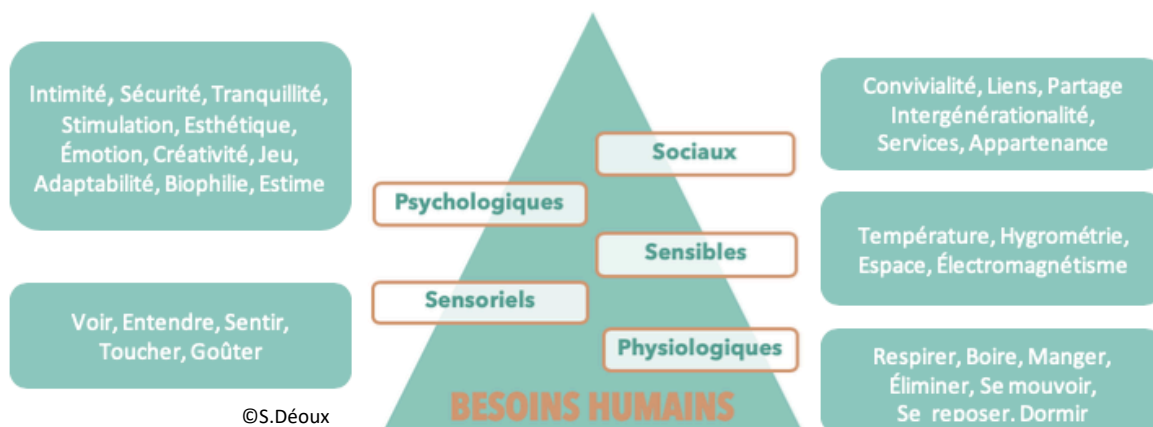 Intimité, Sécurité, Tranquillité,
Stimulation, Esthétique,
Émotion, Créativité, Jeu,
Adaptabilité, Biophilie, Estime
Convivialité, Liens, Partage
Intergénérationalité,
Services, Appartenance
Sociaux
Psychologiques
Température, Hygrométrie,
Espace, Électromagnétisme
Sensibles
Sensoriels
Voir, Entendre, Sentir,
Toucher, Goûter
Physiologiques
Respirer, Boire, Manger,
Éliminer, Se mouvoir,
Se reposer, Dormir
BESOINS HUMAINS
©S.Déoux